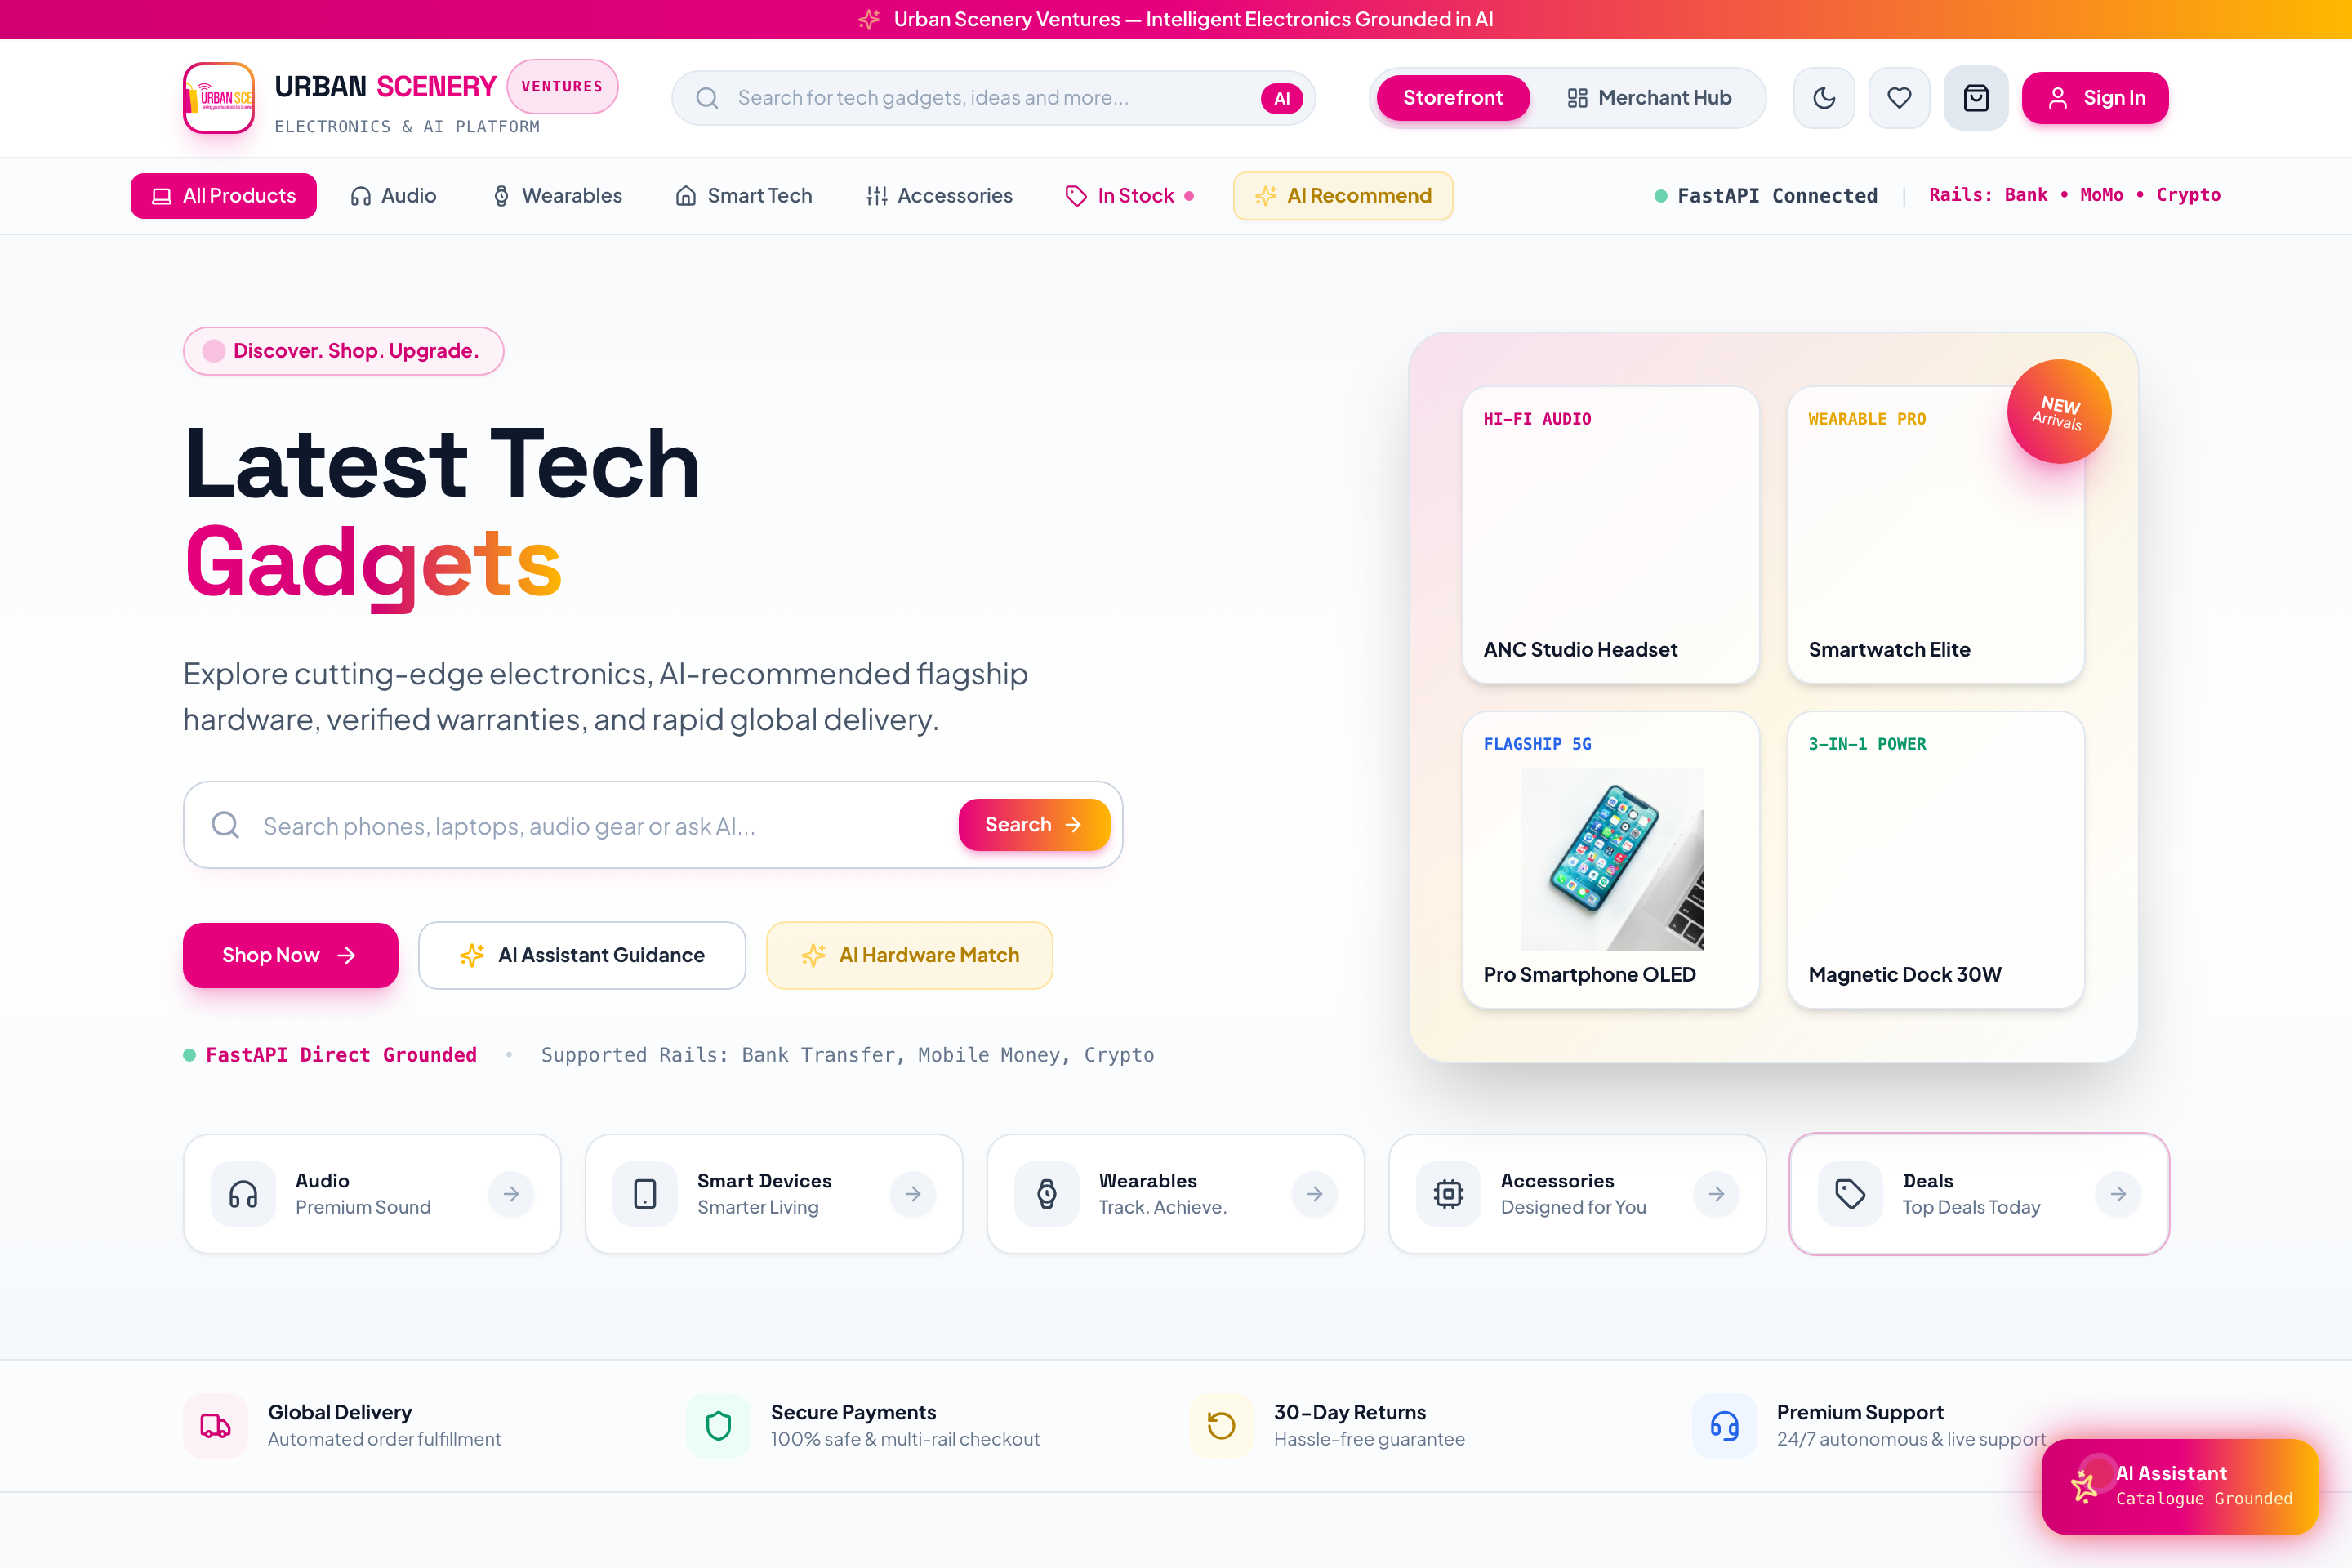 Urban Scenery Ventures — Intelligent Electronics Grounded in AI
URBAN SCE
URBAN SCENERY VENTURES
ELECTRONICS & AI PLATFORM
Search for tech gadgets, ideas and more...
AI
Storefront
Merchant Hub
Sign In
All Products
Audio
Wearables
Smart Tech
Accessories
In Stock
AI Recommend
FastAPI Connected
Rails: Bank • MoMo • Crypto
Discover. Shop. Upgrade.
Latest Tech
Gadgets
Explore cutting-edge electronics, AI-recommended flagship
hardware, verified warranties, and rapid global delivery.
Search phones, laptops, audio gear or ask AI...
Search
Shop Now
AI Assistant Guidance
AI Hardware Match
FastAPI Direct Grounded • Supported Rails: Bank Transfer, Mobile Money, Crypto
HI-FI AUDIO
ANC Studio Headset
WEARABLE PRO
NEW
Arrivals
Smartwatch Elite
FLAGSHIP 5G
Pro Smartphone OLED
3-IN-1 POWER
Magnetic Dock 30W
Audio
Premium Sound
Smart Devices
Smarter Living
Wearables
Track. Achieve.
Accessories
Designed for You
Deals
Top Deals Today
Global Delivery
Automated order fulfillment
Secure Payments
100% safe & multi-rail checkout
30-Day Returns
Hassle-free guarantee
Premium Support
24/7 autonomous & live support
AI Assistant
Catalogue Grounded